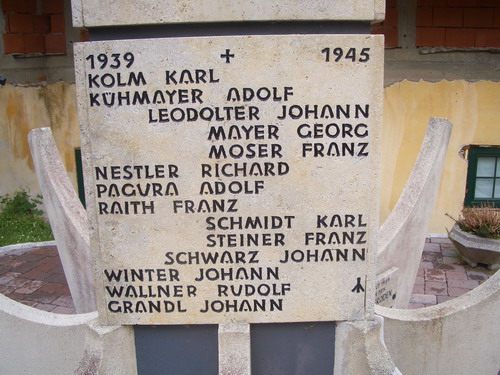 1939 + 1945
KOLM KARL
KÜHMAYER ADOLF
LEODOLTER JOHANN
MAYER GEORG
MOSER FRANZ
NESTLER RICHARD
PAGURA ADOLF
RAITH FRANZ
SCHMIDT KARL
STEINER FRANZ
SCHWARZ JOHANN
WINTER JOHANN
WALLNER RUDOLF
GRANDL JOHANN